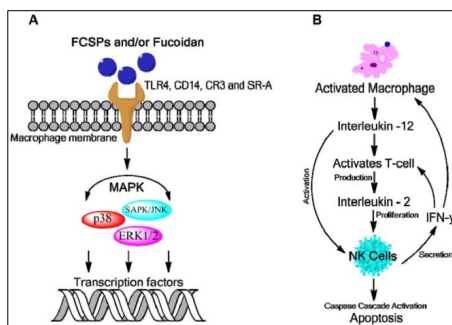 A
FCSPs and/or Fucoidan
TLR4, CD14, CR3 and SR-A
Macrophage membrane
MAPK
p38
SAPK/JNK
ERK1/2
Transcription factors
B
Activated Macrophage
Interleukin -12
Activation
Activates T-cell
Production
Interleukin - 2
Proliferation
IFN-γ
NK Cells
Secretion
Caspase Cascade Activation
Apoptosis